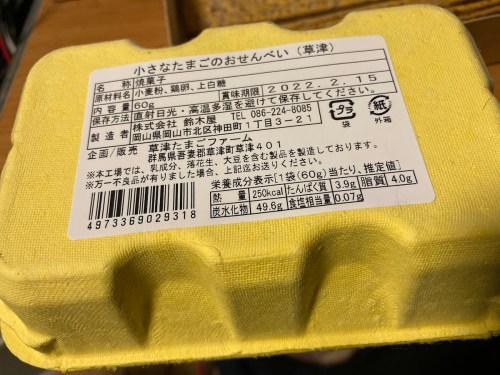 小さなたまごのおせんべい（草津）
名称 焼菓子
原材料名 小麦粉、鶏卵、上白糖
内容量 60g 賞味期限 2022.2.15
保存方法 直射日光・高温多湿を避けて保存してください。
製造者 株式会社 鈴木屋 TEL 086-224-8085
岡山県岡山市北区神田町1丁目3-21
プラ 袋
紙 外箱
企画/販売 草津たまごファーム
群馬県吾妻郡草津町草津401
※本工場では、乳成分、落花生、大豆を含む製品を製造しております。
※万一不良品が有りました場合、上記迄お送りください。
4973369029318
栄養成分表示[1袋(60g)当たり、推定値]
熱量 250kcal たんぱく質 3.9g 脂質 4.0g
炭水化物 49.6g 食塩相当量 0.07g